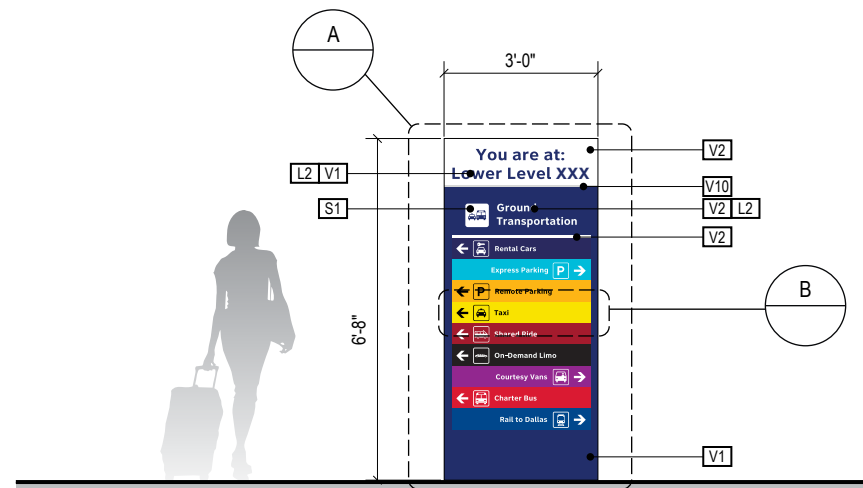 A
3'-0"
You are at:
Lower Level XXX
V2
L2 V1
V10
S1
Ground
Transportation
V2 L2
V2
Rental Cars
Express Parking P
P Remote Parking
Taxi
B
6'-8"
Shared Ride
On-Demand Limo
Courtesy Vans
Charter Bus
Rail to Dallas
V1